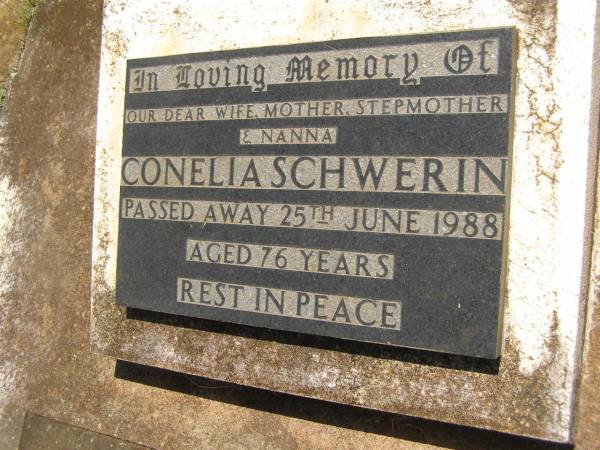 In Loving Memory Of
OUR DEAR WIFE, MOTHER, STEPMOTHER
& NANNA
CONELIA SCHWERIN
PASSED AWAY 25TH JUNE 1988
AGED 76 YEARS
REST IN PEACE